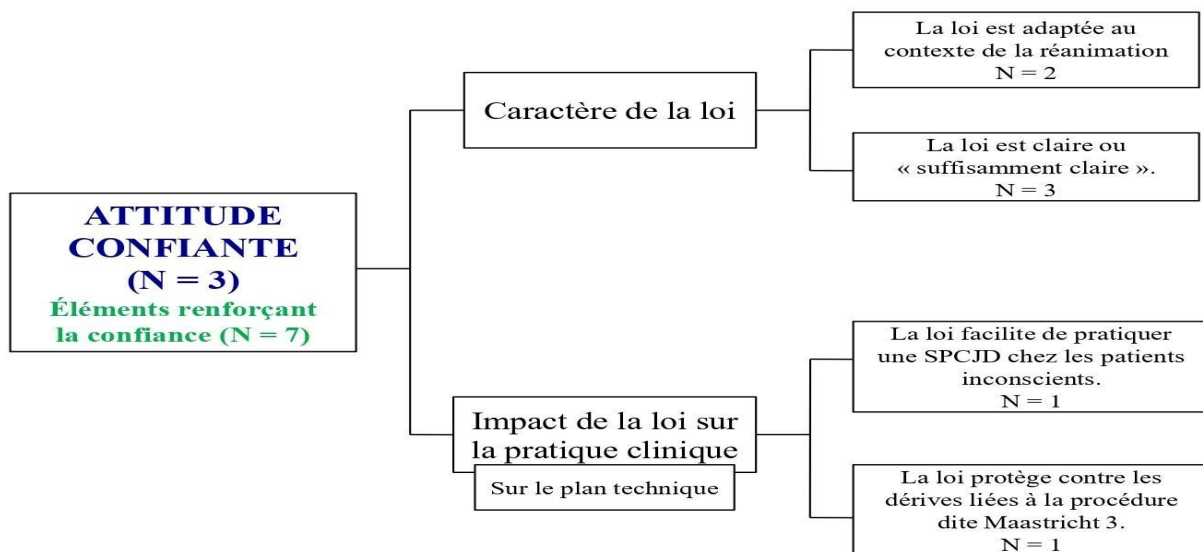 ATTITUDE
CONFIANTE
(N = 3)
Éléments renforçant
la confiance (N = 7)
Caractère de la loi
La loi est adaptée au
contexte de la réanimation
N = 2
La loi est claire ou
« suffisamment claire ».
N = 3
Impact de la loi sur
la pratique clinique
Sur le plan technique
La loi facilite de pratiquer
une SPCJD chez les patients
inconscients.
N = 1
La loi protège contre les
dérives liées à la procédure
dite Maastricht 3.
N = 1